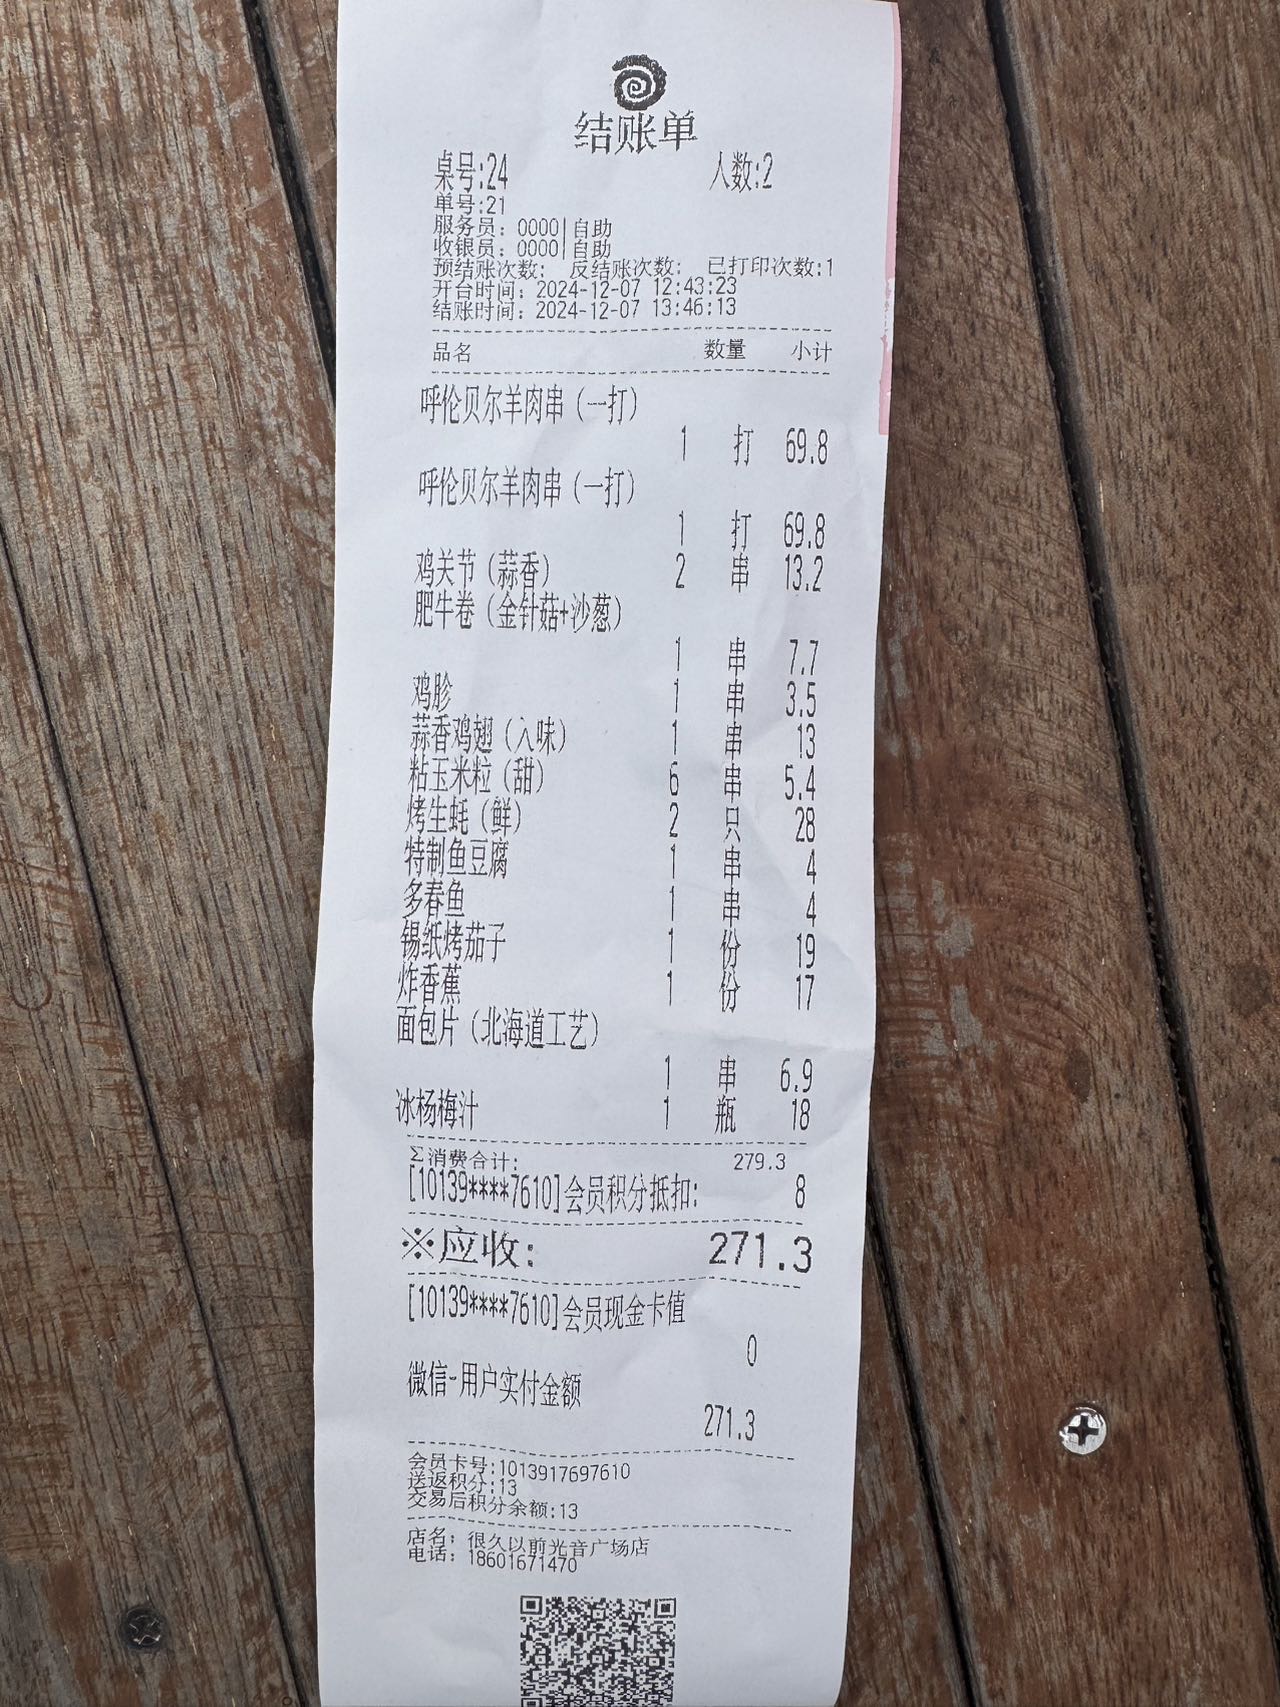 结账单
桌号:24 人数:2
单号:21
服务员: 0000|自助
收银员: 0000|自助
预结账次数: 反结账次数: 已打印次数:1
开台时间: 2024-12-07 12:43:23
结账时间: 2024-12-07 13:46:13
品名 数量 小计
呼伦贝尔羊肉串(一打)
1 打 69.8
呼伦贝尔羊肉串(一打)
1 打 69.8
鸡关节(蒜香) 2 串 13.2
肥牛卷(金针菇+沙葱)
1 串 7.7
鸡胗 1 串 3.5
蒜香鸡翅(入味) 1 串 13
粘玉米粒(甜) 6 串 5.4
烤生蚝(鲜) 2 只 28
特制鱼豆腐 1 串 4
多春鱼 1 串 4
锡纸烤茄子 1 份 19
炸香蕉 1 份 17
面包片(北海道工艺)
1 串 6.9
冰杨梅汁 1 瓶 18
Σ消费合计: 279.3
[10139****7610]会员积分抵扣: 8
※应收: 271.3
[10139****7610]会员现金卡值
0
微信-用户实付金额
271.3
会员卡号:1013917697610
送返积分:13
交易后积分余额:13
店名: 很久以前光音广场店
电话: 18601671470